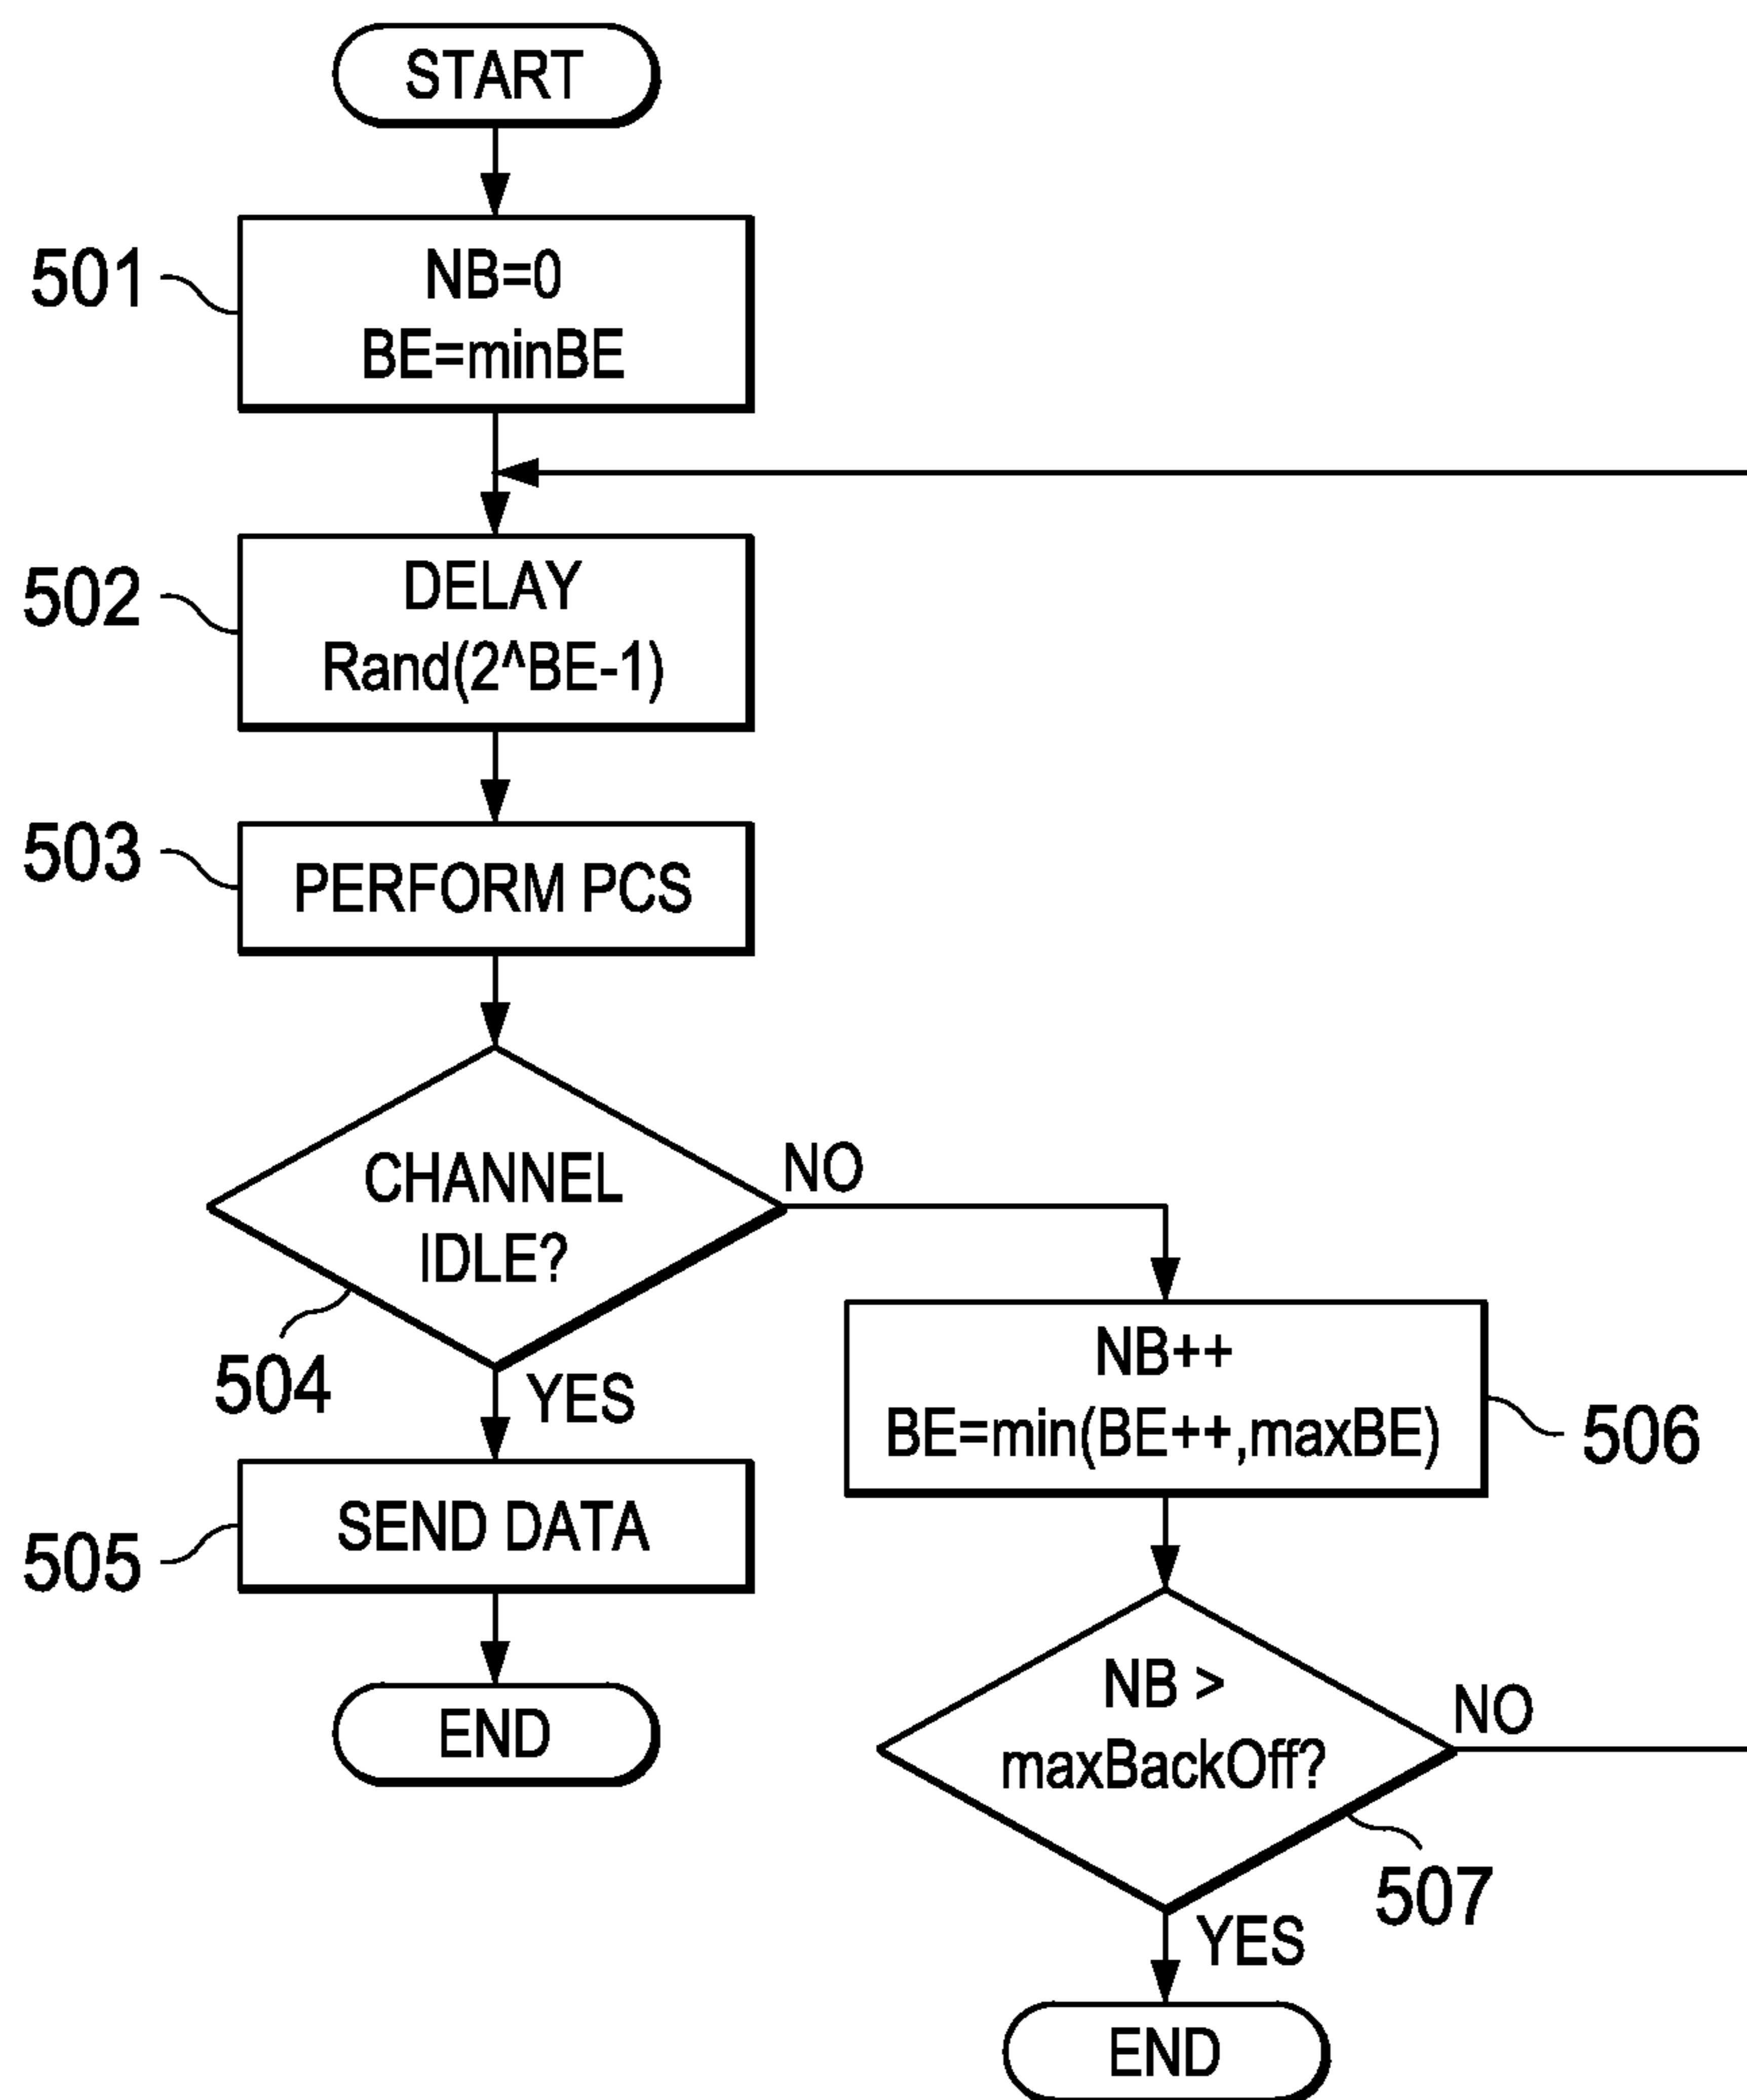 START
501
NB=0
BE=minBE
502
DELAY
Rand(2^BE-1)
503
PERFORM PCS
CHANNEL
IDLE?
NO
504
YES
NB++
BE=min(BE++,maxBE)
506
505
SEND DATA
END
NB >
maxBackOff?
NO
507
YES
END